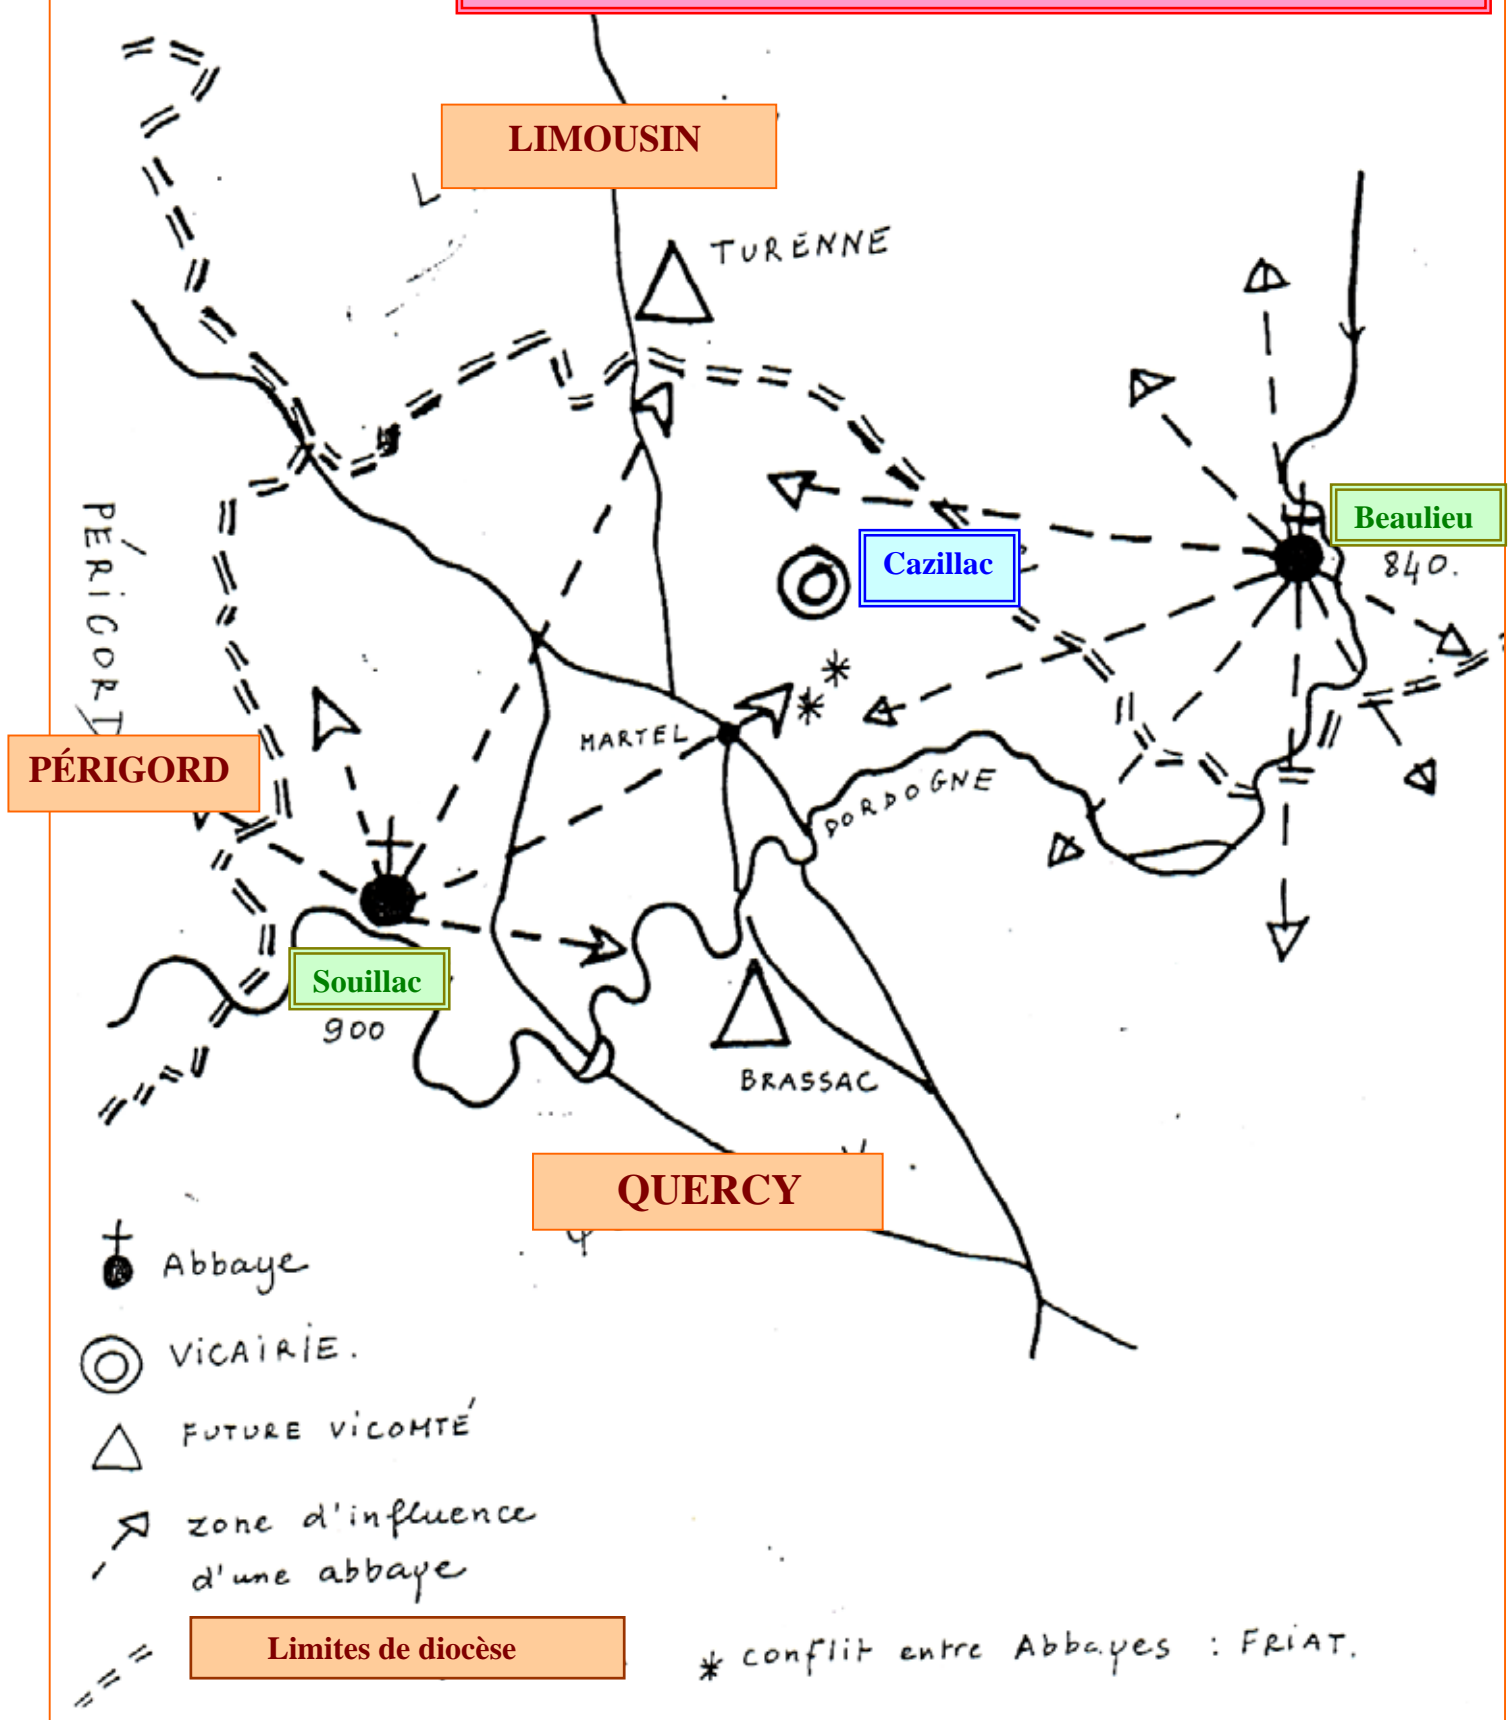 LIMOUSIN
L
TURENNE
Beaulieu
840.
PÉRIGORD
Cazillac
MARTEL
PÉRIGORD
DORDOGNE
Souillac
900
BRASSAC
QUERCY
Abbaye
ViCAiRiE.
FUTURE ViCOMTÉ
zone d'influence
d'une abbaye
Limites de diocèse
* conflit entre Abbayes : FRiAT.